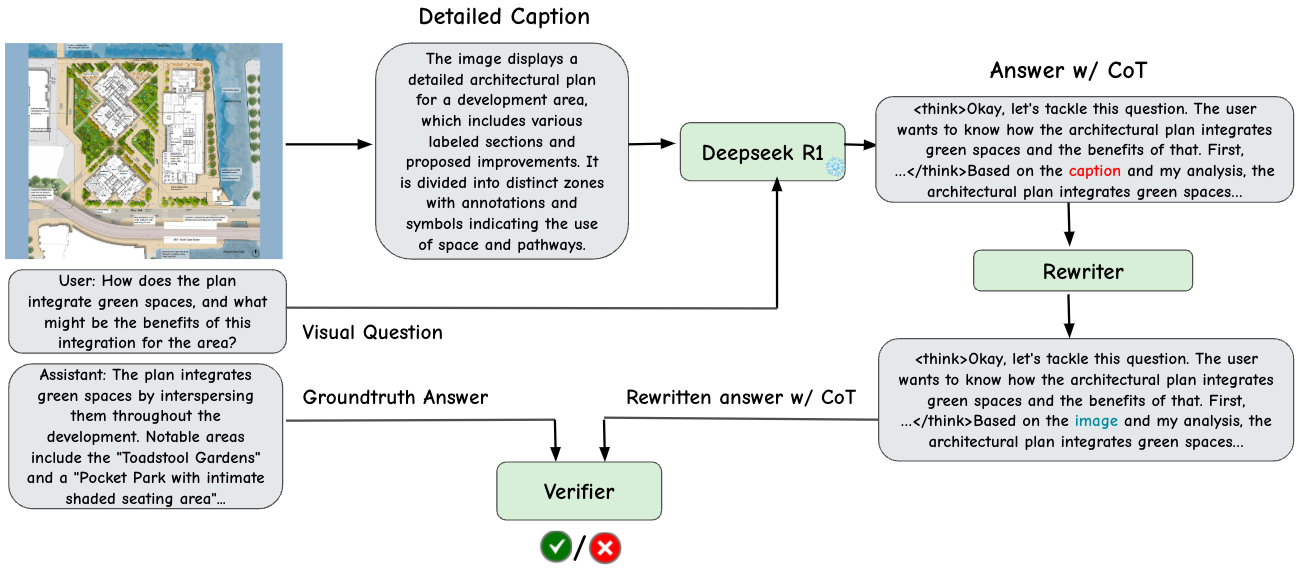 Detailed Caption
The image displays a
detailed architectural plan
for a development area,
which includes various
labeled sections and
proposed improvements. It
is divided into distinct zones
with annotations and
symbols indicating the use
of space and pathways.
Deepseek R1
Answer w/ CoT
<think>Okay, let's tackle this question. The user
wants to know how the architectural plan integrates
green spaces and the benefits of that. First,
...</think>Based on the caption and my analysis, the
architectural plan integrates green spaces...
Rewriter
<think>Okay, let's tackle this question. The user
wants to know how the architectural plan integrates
green spaces and the benefits of that. First,
...</think>Based on the image and my analysis, the
architectural plan integrates green spaces...
User: How does the plan
integrate green spaces, and what
might be the benefits of this
integration for the area?
Visual Question
Assistant: The plan integrates
green spaces by interspersing
them throughout the
development. Notable areas
include the "Toadstool Gardens"
and a "Pocket Park with intimate
shaded seating area"...
Groundtruth Answer
Rewritten answer w/ CoT
Verifier
/